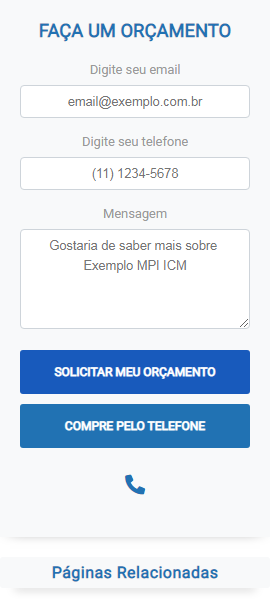 FAÇA UM ORÇAMENTO
Digite seu email
email@exemplo.com.br
Digite seu telefone
(11) 1234-5678
Mensagem
Gostaria de saber mais sobre
Exemplo MPI ICM
SOLICITAR MEU ORÇAMENTO
COMPRE PELO TELEFONE
Páginas Relacionadas